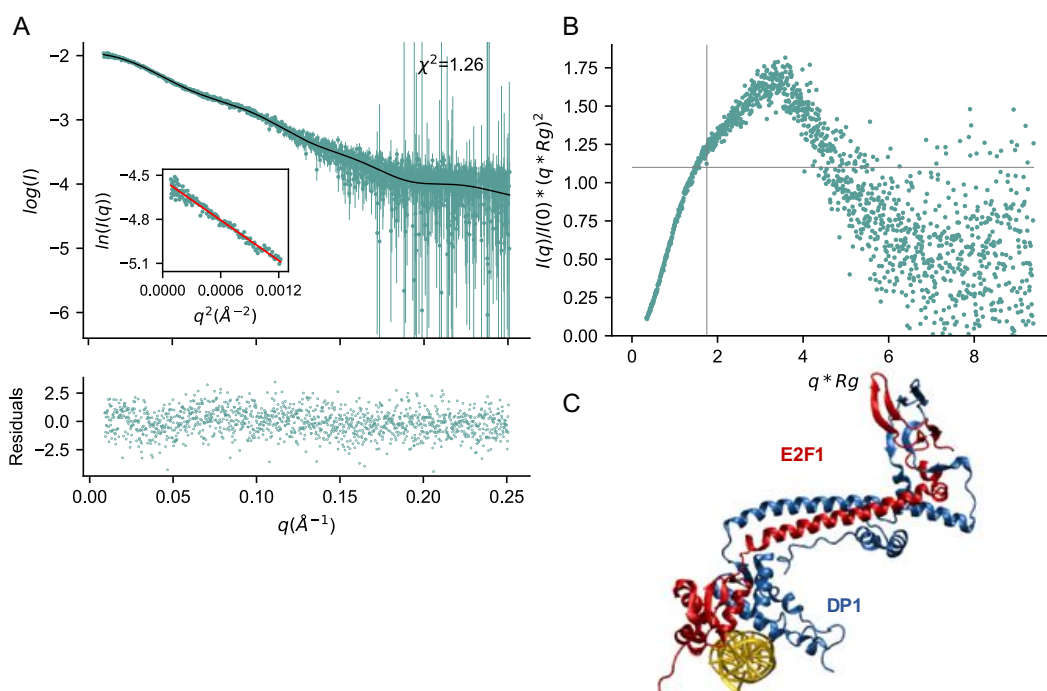 A
log(I)
−2
−3
−4
−5
−6
χ²=1.26
ln(I(q))
−4.5
−4.8
−5.1
0.0000 0.0006 0.0012
q²(Å⁻²)
Residuals
2.5
0.0
−2.5
0.00 0.05 0.10 0.15 0.20 0.25
q(Å⁻¹)
B
I(q)/I(0) * (q * Rg)²
1.75
1.50
1.25
1.00
0.75
0.50
0.25
0.00
0 2 4 6 8
q * Rg
C
E2F1
DP1